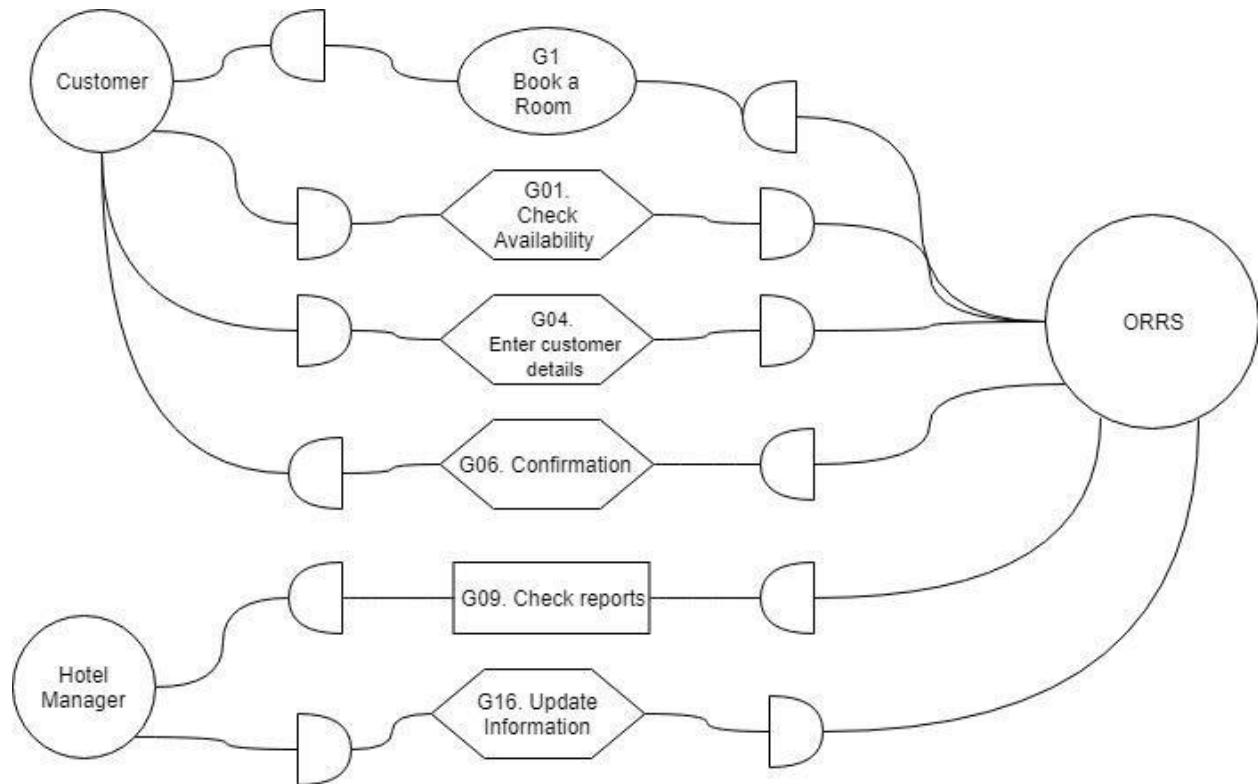 Customer
G1
Book a
Room
G01.
Check
Availability
ORRS
G04.
Enter customer
details
G06. Confirmation
G09. Check reports
Hotel
Manager
G16. Update
Information